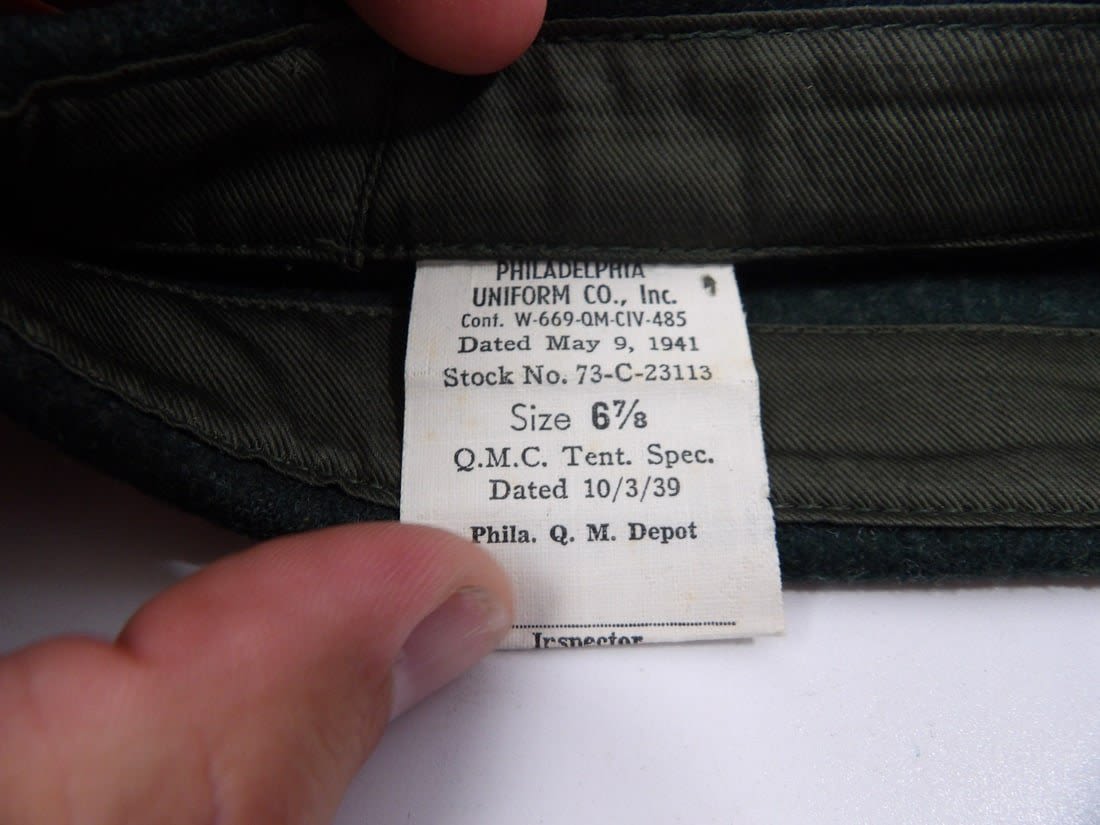 PHILADELPHIA
UNIFORM CO., Inc.
Cont. W-669-QM-CIV-485
Dated May 9, 1941
Stock No. 73-C-23113
Size 6⅞
Q.M.C. Tent. Spec.
Dated 10/3/39
Phila. Q. M. Depot
Inspector